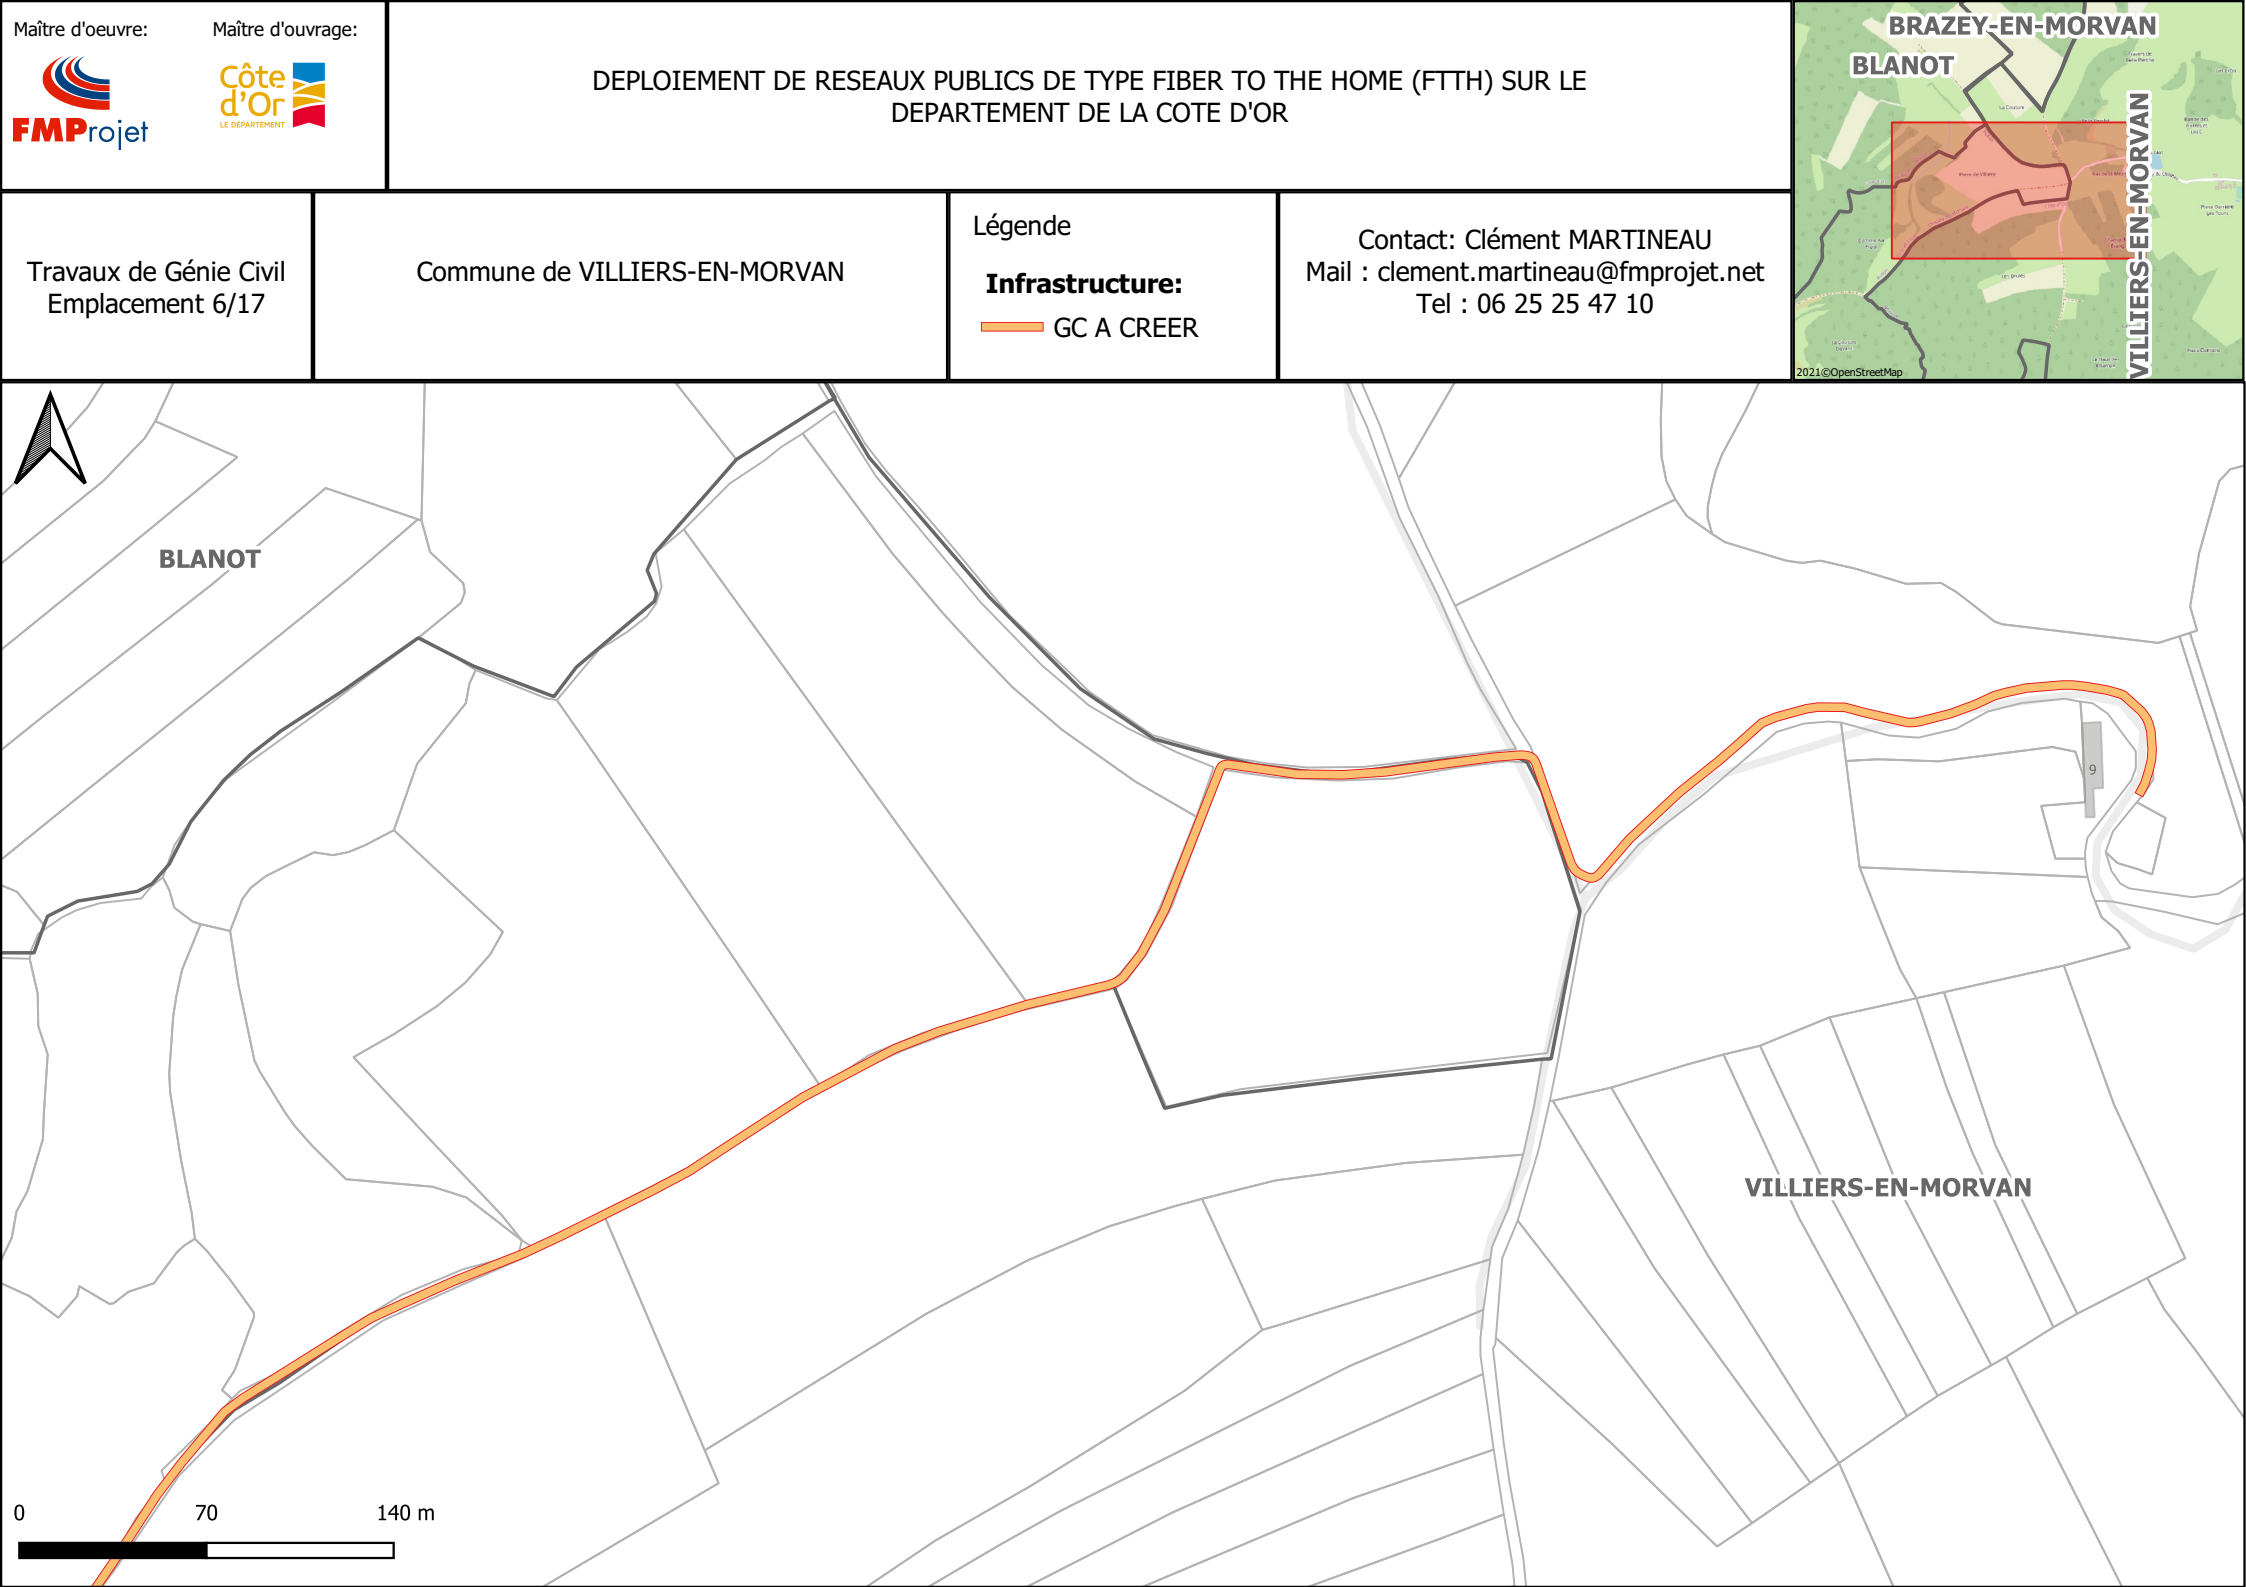 Maître d'oeuvre:
Maître d'ouvrage:
FMProjet
Côte
d'Or
LE DÉPARTEMENT
DEPLOIEMENT DE RESEAUX PUBLICS DE TYPE FIBER TO THE HOME (FTTH) SUR LE
DEPARTEMENT DE LA COTE D'OR
Travaux de Génie Civil
Emplacement 6/17
Commune de VILLIERS-EN-MORVAN
Légende
Infrastructure:
GC A CREER
Contact: Clément MARTINEAU
Mail : clement.martineau@fmprojet.net
Tel : 06 25 25 47 10
BRAZEY-EN-MORVAN
BLANOT
VILLIERS-EN-MORVAN
2021©OpenStreetMap
BLANOT
9
VILLIERS-EN-MORVAN
0 70 140 m